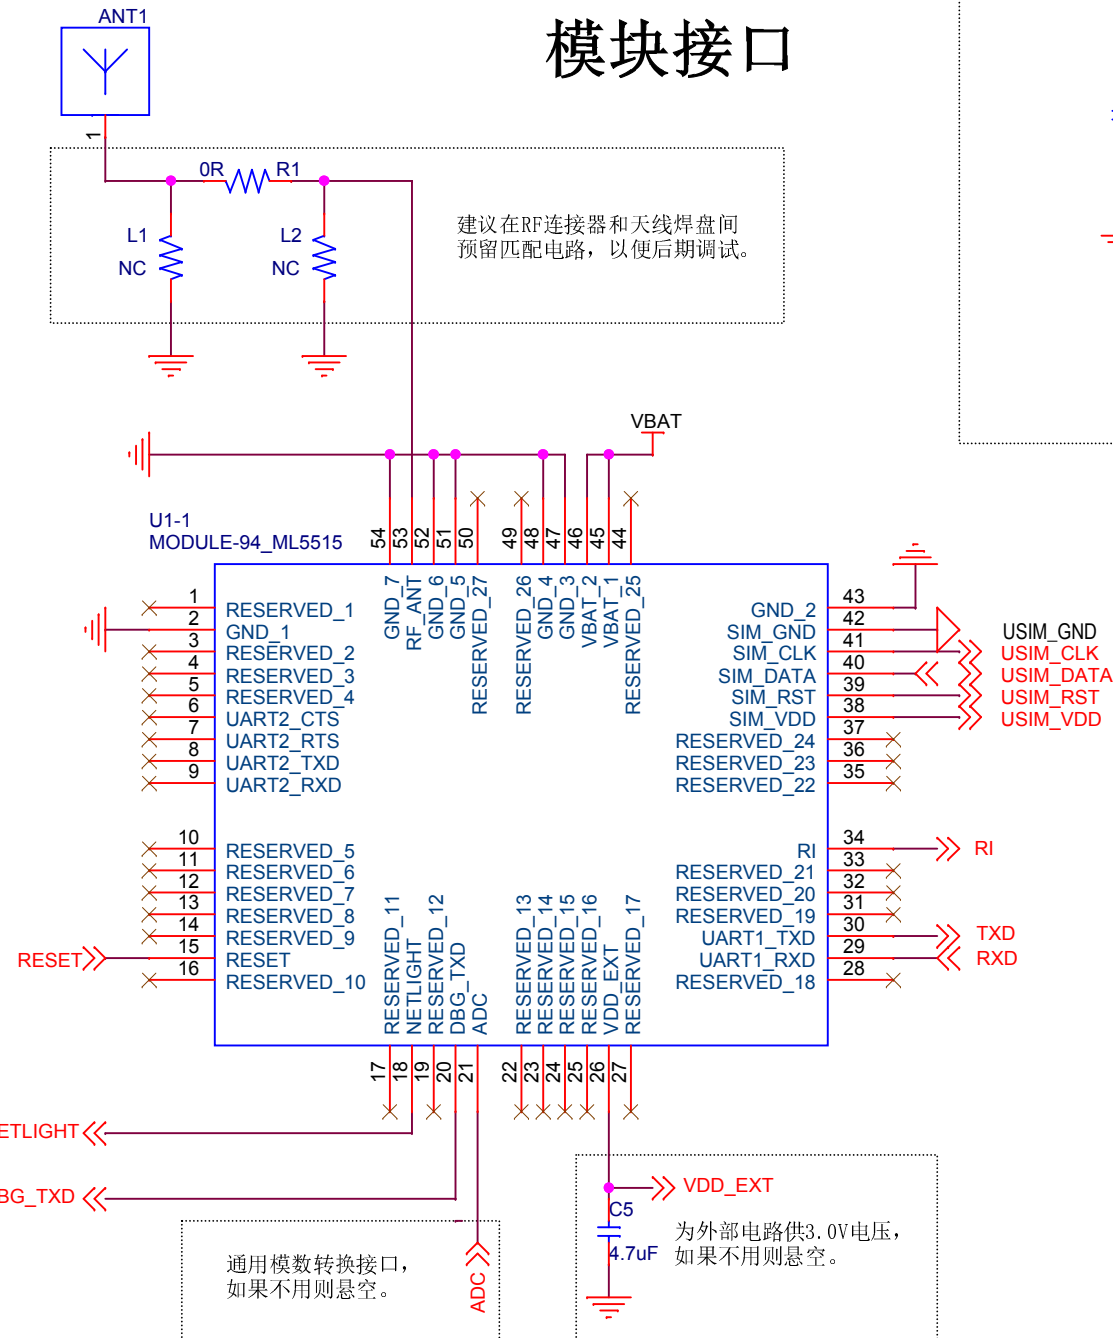 模块接口
ANT1
1
0R
R1
L1
NC
L2
NC
建议在RF连接器和天线焊盘间
预留匹配电路，以便后期调试。
VBAT
U1-1
MODULE-94_ML5515
54
53
52
51
50
49
48
47
46
45
44
GND_7
RF_ANT
GND_6
GND_5
RESERVED_27
RESERVED_26
GND_4
GND_3
VBAT_2
VBAT_1
RESERVED_25
1 RESERVED_1
2 GND_1
3 RESERVED_2
4 RESERVED_3
5 RESERVED_4
6 UART2_CTS
7 UART2_RTS
8 UART2_TXD
9 UART2_RXD
10 RESERVED_5
11 RESERVED_6
12 RESERVED_7
13 RESERVED_8
14 RESERVED_9
RESET 15 RESET
16 RESERVED_10
GND_2 43
SIM_GND 42 USIM_GND
SIM_CLK 41 USIM_CLK
SIM_DATA 40 USIM_DATA
SIM_RST 39 USIM_RST
SIM_VDD 38 USIM_VDD
RESERVED_24 37
RESERVED_23 36
RESERVED_22 35
RI 34 RI
RESERVED_21 33
RESERVED_20 32
RESERVED_19 31
UART1_TXD 30 TXD
UART1_RXD 29 RXD
RESERVED_18 28
RESERVED_11
NETLIGHT
RESERVED_12
DBG_TXD
ADC
RESERVED_13
RESERVED_14
RESERVED_15
RESERVED_16
VDD_EXT
RESERVED_17
17
18
19
20
21
22
23
24
25
26
27
ETLIGHT
BG_TXD
VDD_EXT
C5
4.7uF
为外部电路供3.0V电压，
如果不用则悬空。
通用模数转换接口，
如果不用则悬空。
ADC